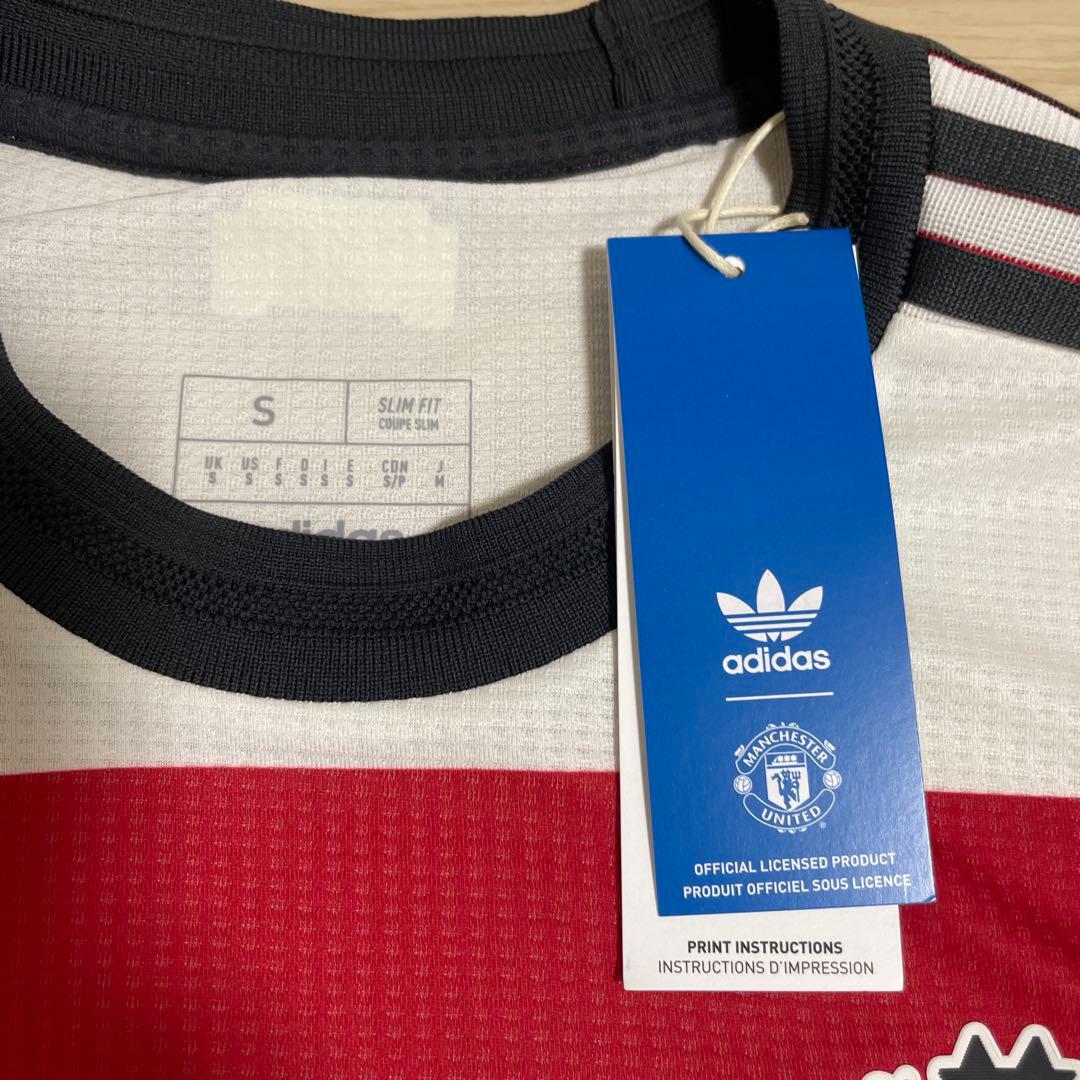 S
SLIM FIT
COUPE SLIM
UK US F D I E CDN J
S S S S S S S/P M
adidas
adidas
MANCHESTER
UNITED
®
OFFICIAL LICENSED PRODUCT
PRODUIT OFFICIEL SOUS LICENCE
PRINT INSTRUCTIONS
INSTRUCTIONS D'IMPRESSION